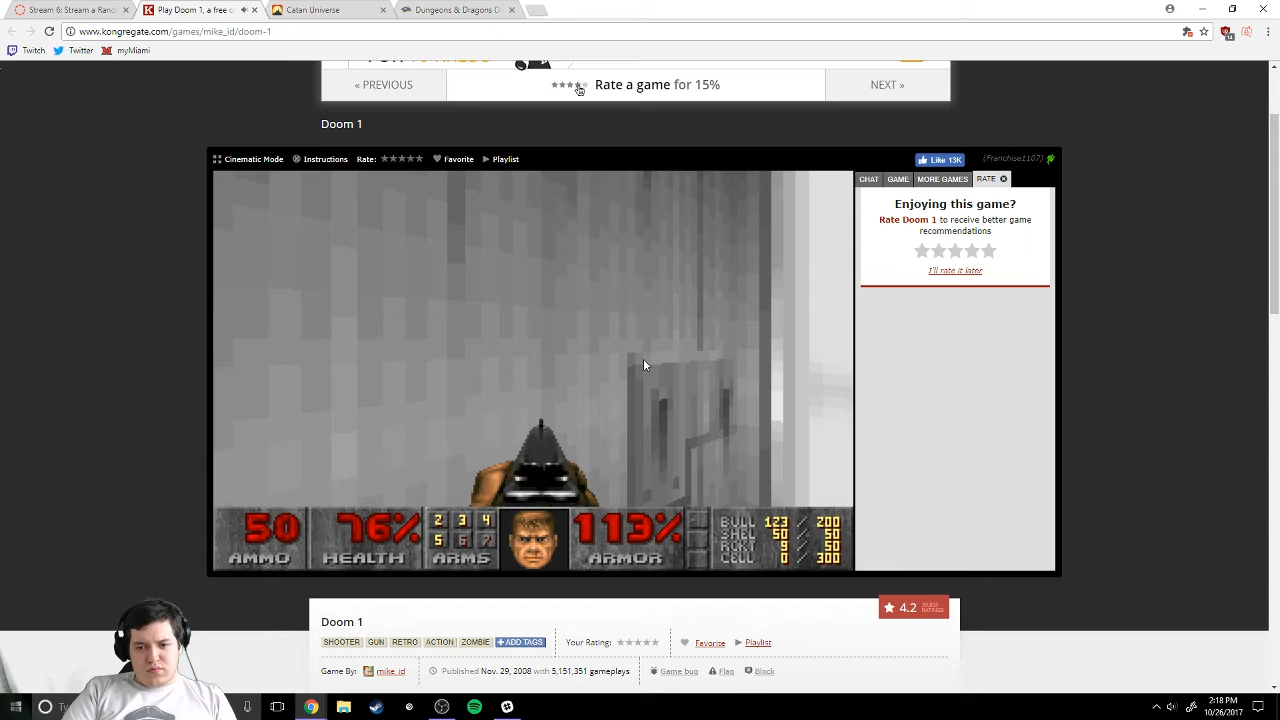 Stream 6: Stream a Rand
Play Doom 1, a free o
Catan Universe
Dungeons & Dragons D
www.kongregate.com/games/mike_id/doom-1
Twitch
Twitter
myMiami
« PREVIOUS
Rate a game for 15%
NEXT »
Doom 1
Cinematic Mode
Instructions
Rate:
Favorite
Playlist
Like 13K
(Franchise1107)
CHAT
GAME
MORE GAMES
RATE
Enjoying this game?
Rate Doom 1 to receive better game
recommendations
I'll rate it later
50
76%
2 3 4
5 6 7
113%
BULL 123 / 200
SHEL 50 / 50
RCKT 9 / 50
CELL 0 / 300
AMMO
HEALTH
ARMS
ARMOR
Doom 1
4.2
RATINGS
SHOOTER
GUN
RETRO
ACTION
ZOMBIE
+ ADD TAGS
Your Rating:
Favorite
Playlist
Game By:
mike_id
Published Nov. 29, 2008 with 5,151,351 gameplays
Game bug
Flag
Block
2:18 PM
10/26/2017